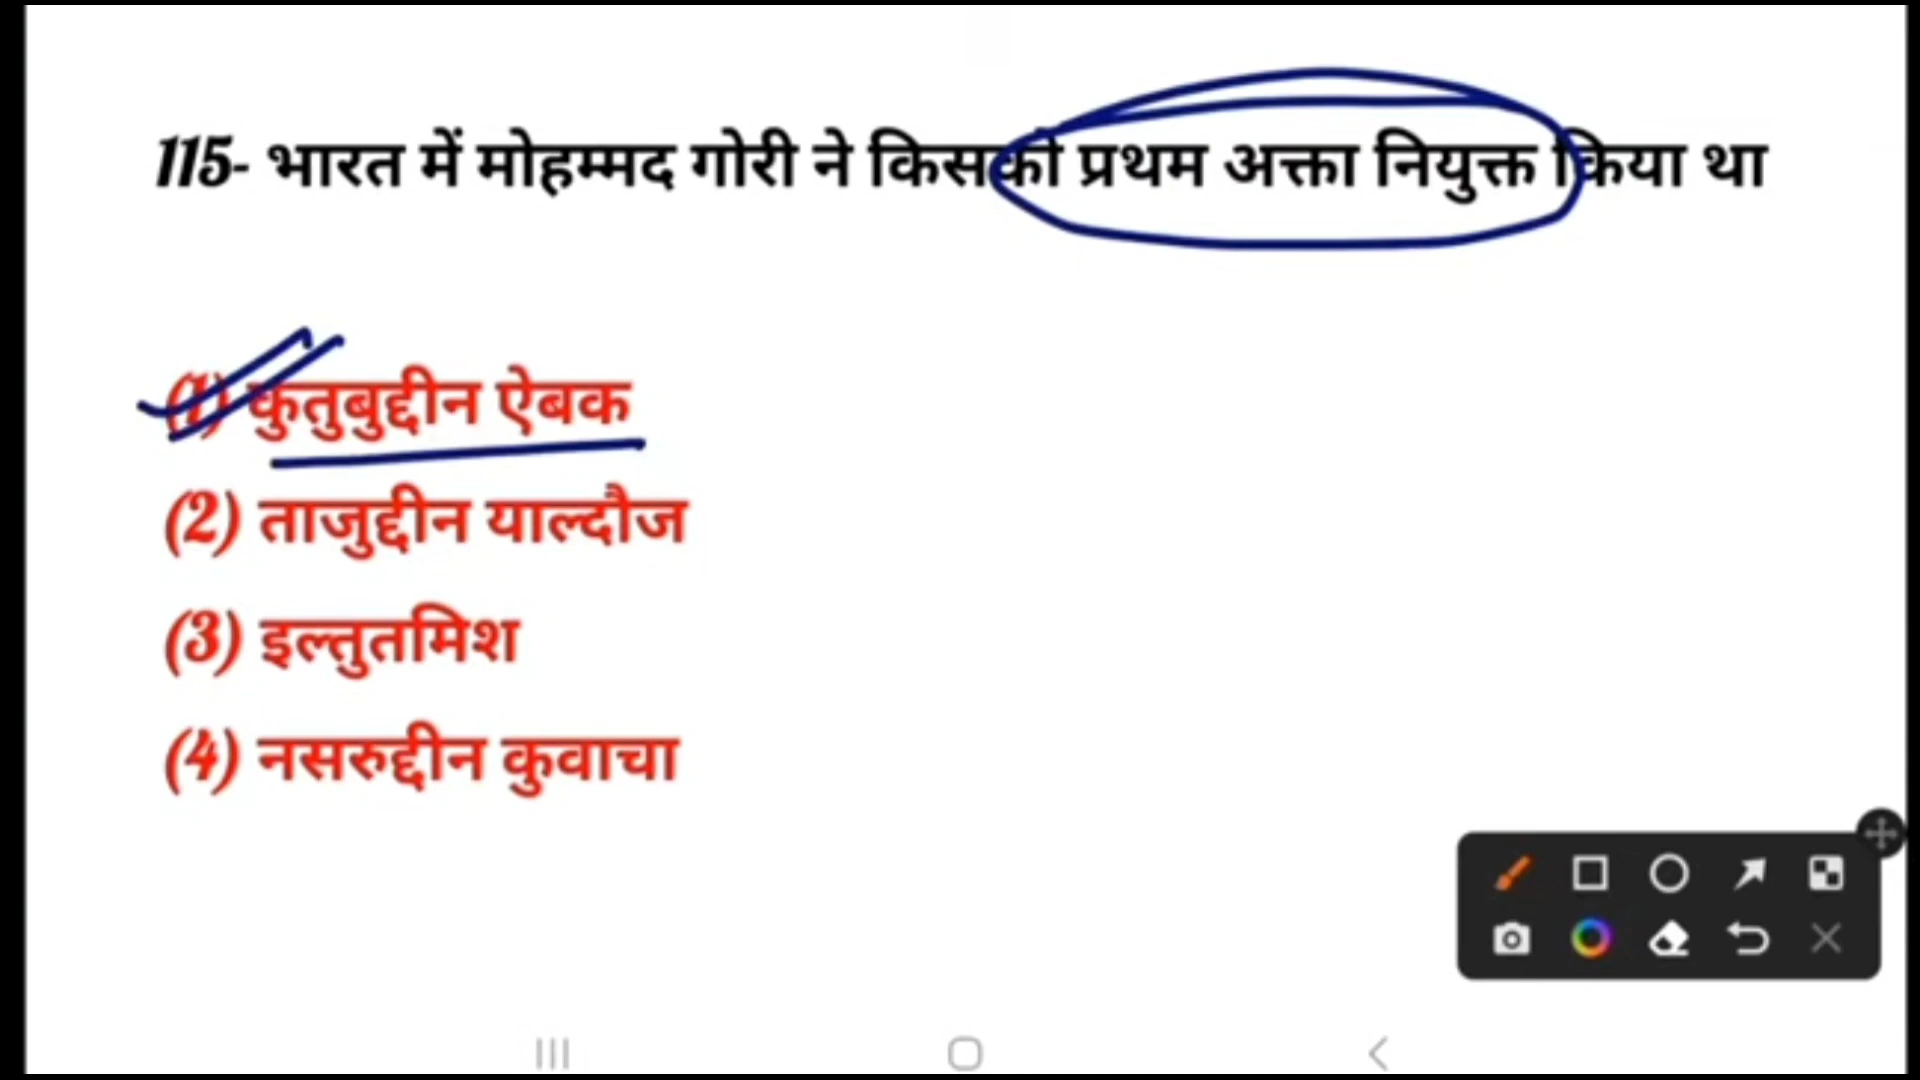 115- भारत में मोहम्मद गोरी ने किसको प्रथम अक्ता नियुक्त किया था
(1) कुतुबुद्दीन ऐबक
(2) ताजुद्दीन याल्दौज
(3) इल्तुतमिश
(4) नसरुद्दीन कुवाचा